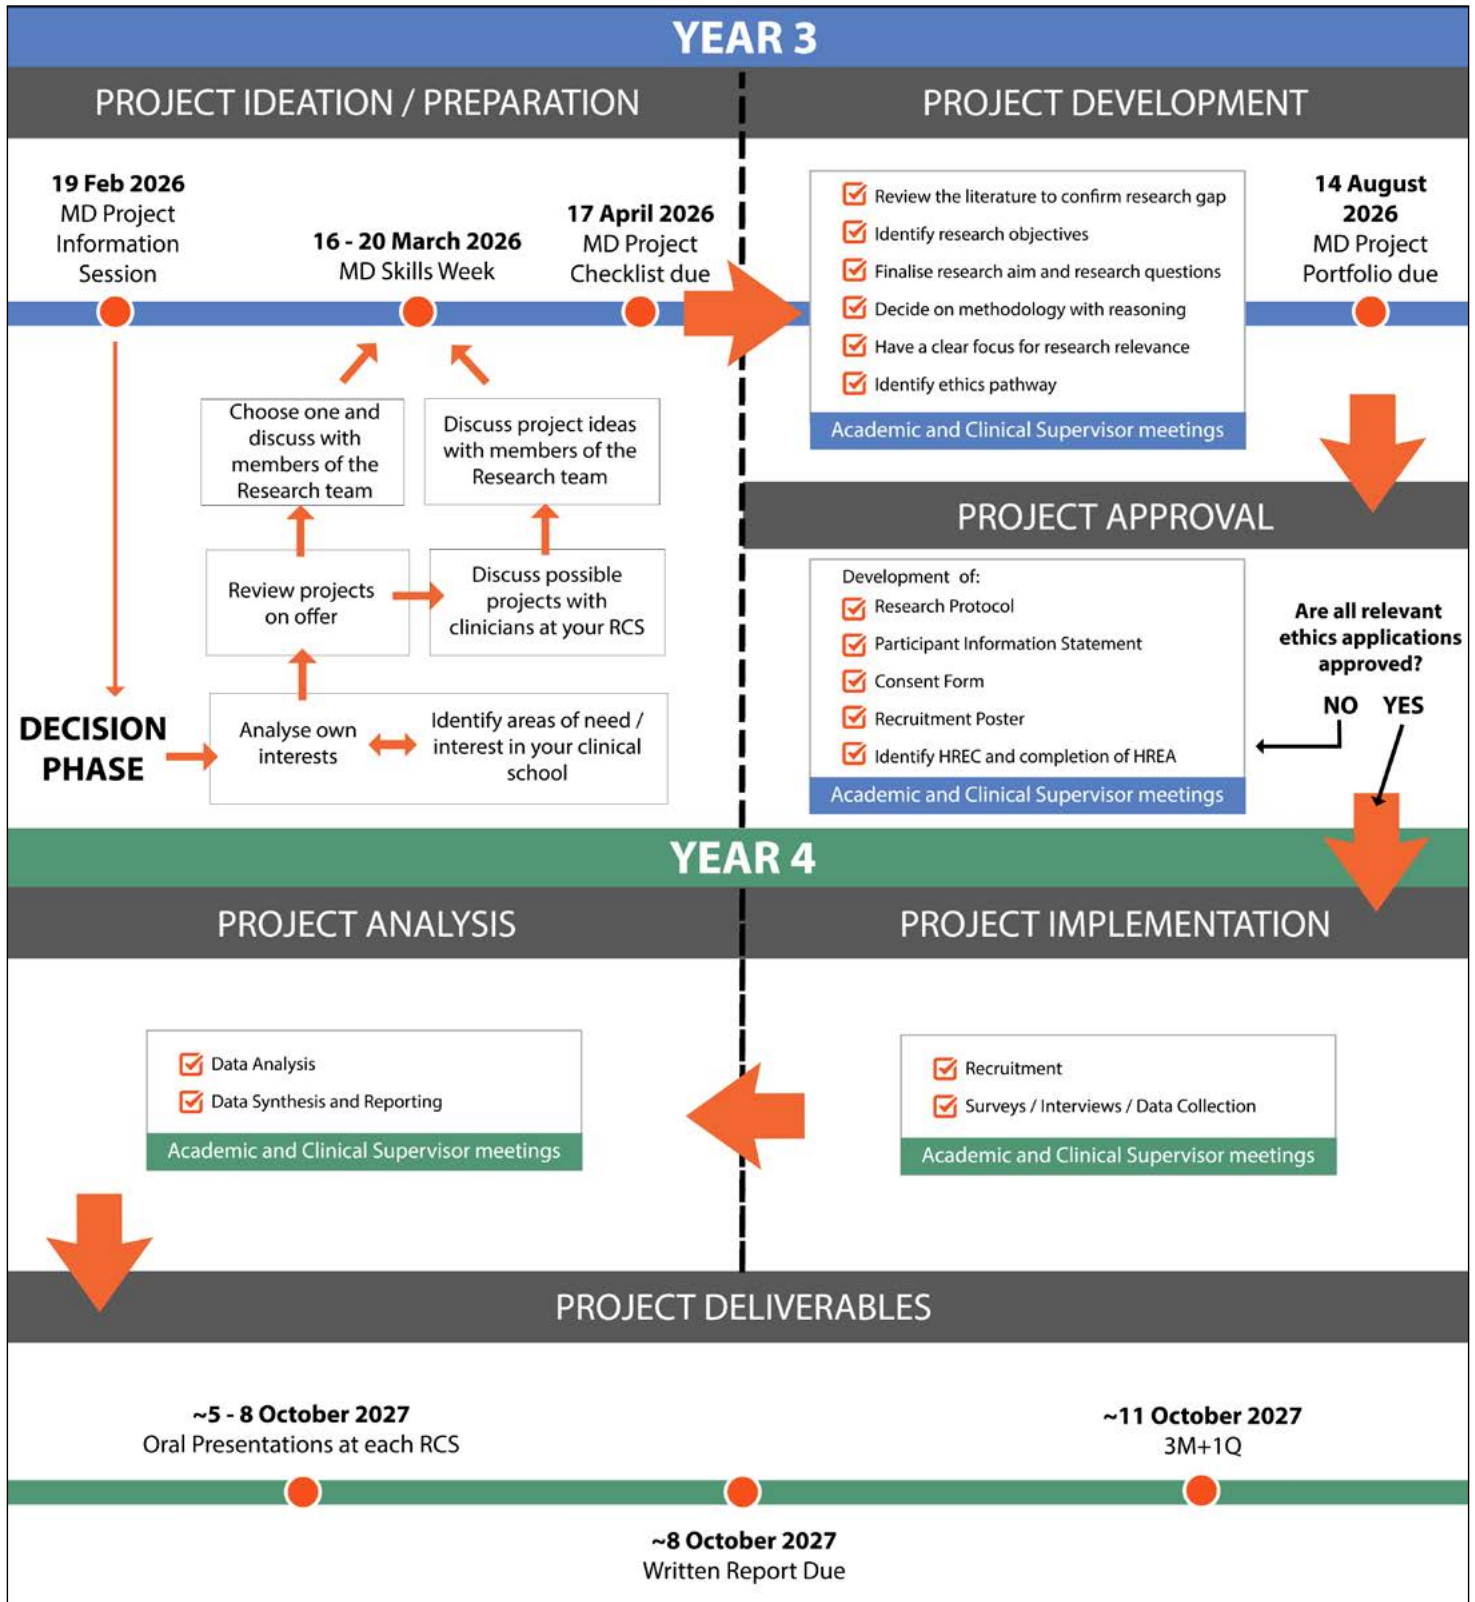 YEAR 3
PROJECT IDEATION / PREPARATION
19 Feb 2026
MD Project
Information
Session
16 - 20 March 2026
MD Skills Week
17 April 2026
MD Project
Checklist due
Choose one and
discuss with
members of the
Research team
Discuss project ideas
with members of the
Research team
Review projects
on offer
Discuss possible
projects with
clinicians at your RCS
DECISION
PHASE
Analyse own
interests
Identify areas of need /
interest in your clinical
school
PROJECT DEVELOPMENT
Review the literature to confirm research gap
Identify research objectives
Finalise research aim and research questions
Decide on methodology with reasoning
Have a clear focus for research relevance
Identify ethics pathway
Academic and Clinical Supervisor meetings
14 August
2026
MD Project
Portfolio due
PROJECT APPROVAL
Development of:
Research Protocol
Participant Information Statement
Consent Form
Recruitment Poster
Identify HREC and completion of HREA
Academic and Clinical Supervisor meetings
Are all relevant
ethics applications
approved?
NO YES
YEAR 4
PROJECT ANALYSIS
Data Analysis
Data Synthesis and Reporting
Academic and Clinical Supervisor meetings
PROJECT IMPLEMENTATION
Recruitment
Surveys / Interviews / Data Collection
Academic and Clinical Supervisor meetings
PROJECT DELIVERABLES
~5 - 8 October 2027
Oral Presentations at each RCS
~8 October 2027
Written Report Due
~11 October 2027
3M+1Q